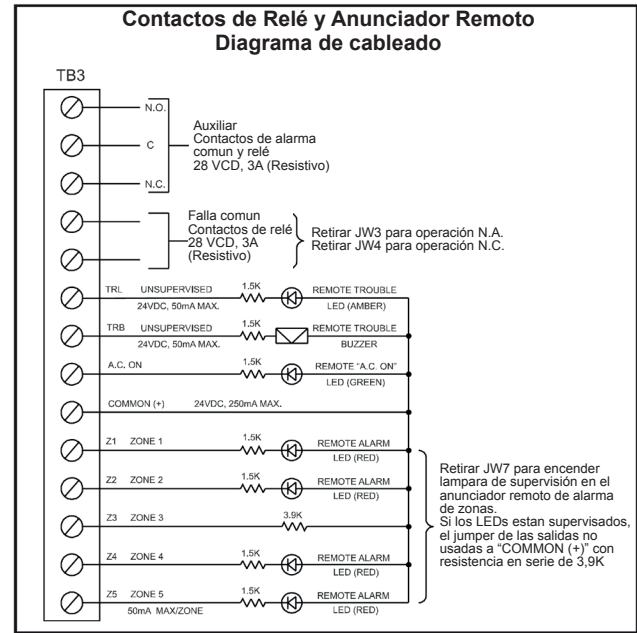 Contactos de Relé y Anunciador Remoto
Diagrama de cableado
TB3
N.O.
C
N.C.
Auxiliar
Contactos de alarma
comun y relé
28 VCD, 3A (Resistivo)
Falla comun
Contactos de relé
28 VCD, 3A
(Resistivo)
Retirar JW3 para operación N.A.
Retirar JW4 para operación N.C.
TRL UNSUPERVISED 1.5K REMOTE TROUBLE
24VDC, 50mA MAX. LED (AMBER)
TRB UNSUPERVISED 1.5K REMOTE TROUBLE
24VDC, 50mA MAX. BUZZER
A.C. ON 1.5K REMOTE "A.C. ON"
LED (GREEN)
COMMON (+) 24VDC, 250mA MAX.
Z1 ZONE 1 1.5K REMOTE ALARM
LED (RED)
Z2 ZONE 2 1.5K REMOTE ALARM
LED (RED)
Z3 ZONE 3 3.9K
Z4 ZONE 4 1.5K REMOTE ALARM
LED (RED)
Z5 ZONE 5 1.5K REMOTE ALARM
50mA MAX/ZONE LED (RED)
Retirar JW7 para encender
lampara de supervisión en el
anunciador remoto de alarma
de zonas.
Si los LEDs estan supervisados,
el jumper de las salidas no
usadas a “COMMON (+)” con
resistencia en serie de 3,9K